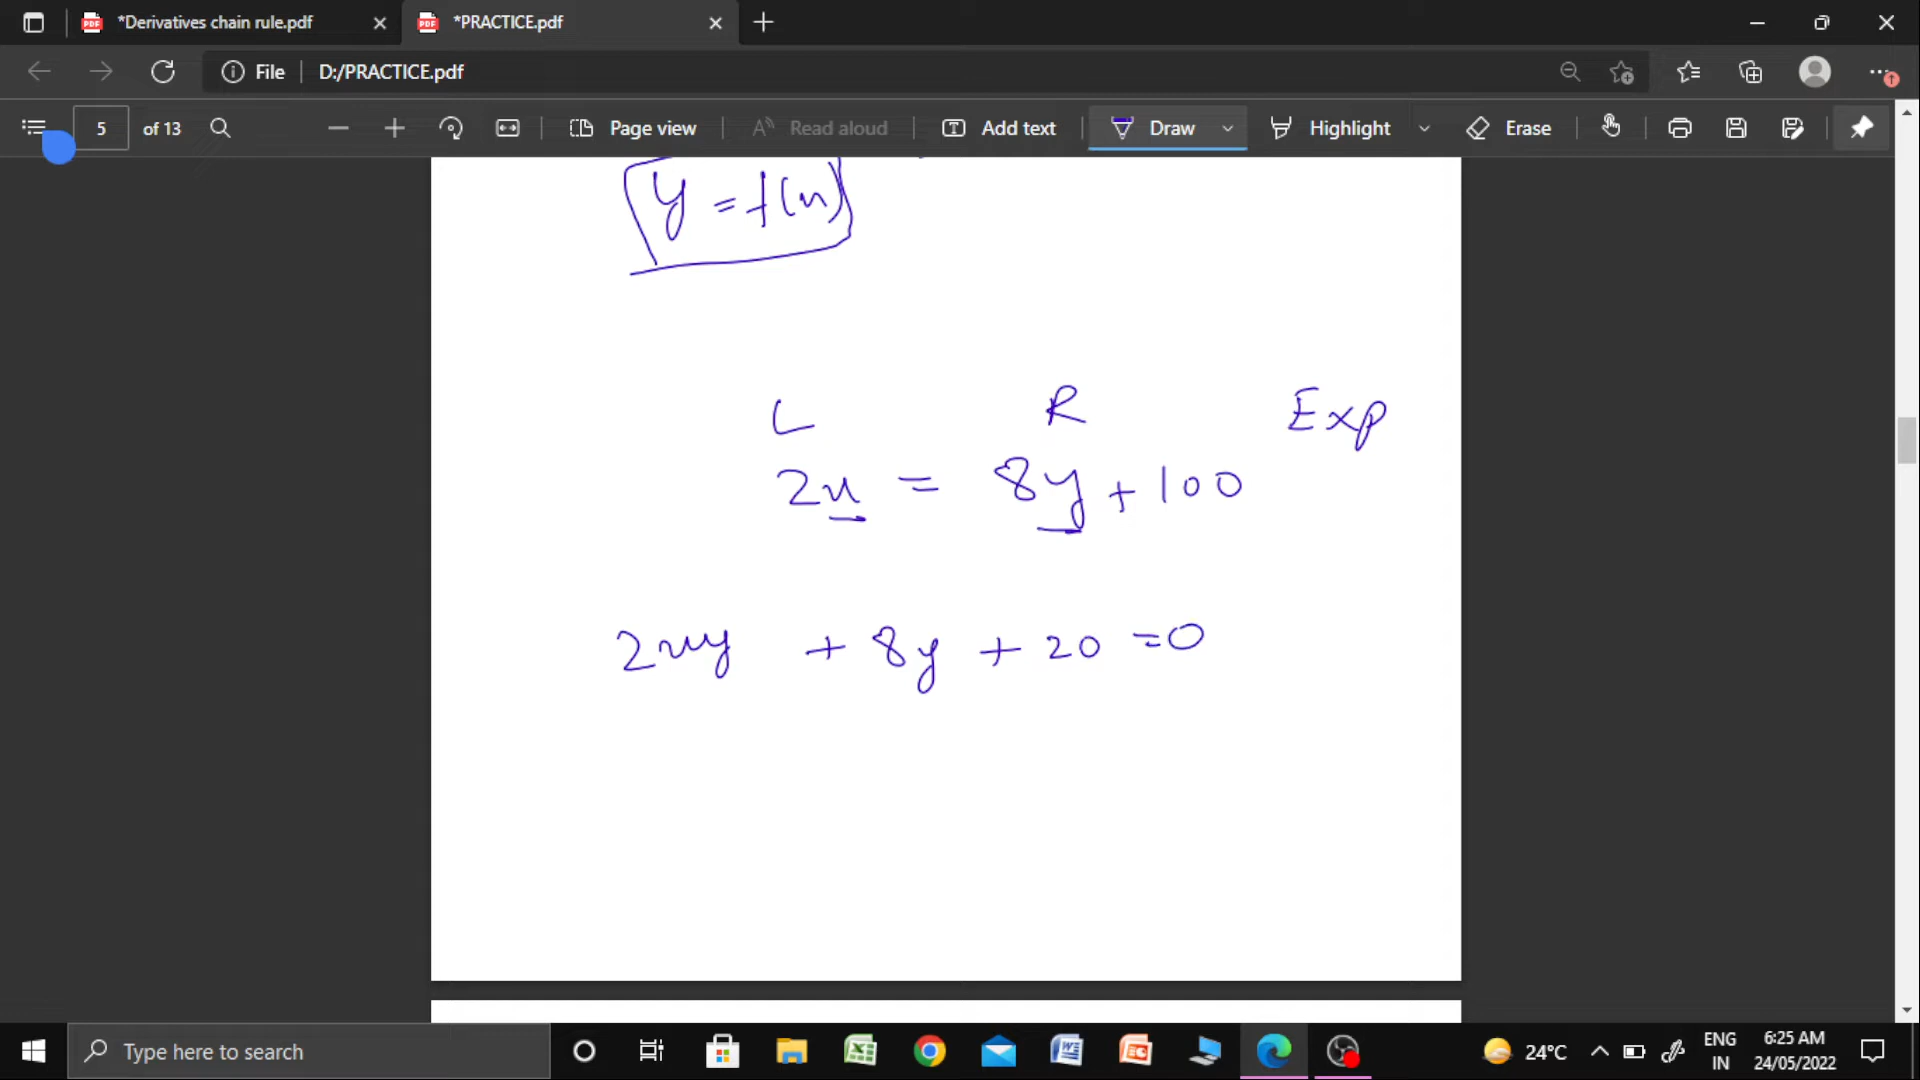 *Derivatives chain rule.pdf
*PRACTICE.pdf
File
D:/PRACTICE.pdf
5 of 13
Page view
Read aloud
Add text
Draw
Highlight
Erase
y = f(x)
L R Exp
2x = 8y + 100
2xy + 8y + 20 = 0
Type here to search
24°C
ENG
IN
6:25 AM
24/05/2022